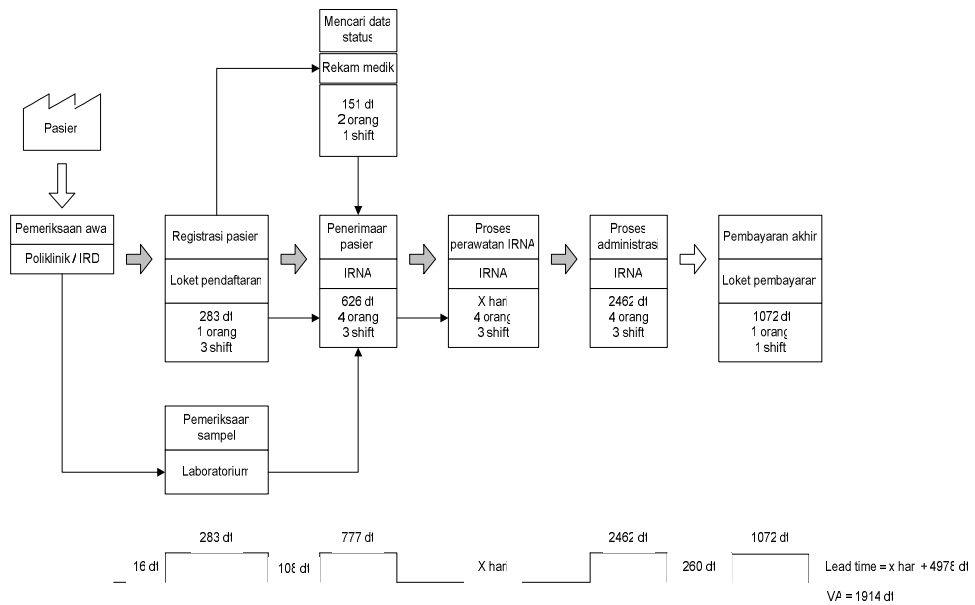 Mencari data
status
Rekam medik
151 dt
2 orang
1 shift
Pasien
Pemeriksaan awa
Poliklinik / IRD
Registrasi pasien
Loket pendaftaran
283 dt
1 orang
3 shift
Penerimaan
pasien
IRNA
626 dt
4 orang
3 shift
Proses
perawatan IRNA
IRNA
X hari
4 orang
3 shift
Proses
administrasi
IRNA
2462 dt
4 orang
3 shift
Pembayaran akhir
Loket pembayaran
1072 dt
1 orang
1 shift
Pemeriksaan
sampel
Laboratorium
283 dt
777 dt
2462 dt
1072 dt
16 dt
108 dt
X hari
260 dt
Lead time = x hari + 4978 dt
VA = 1914 dt